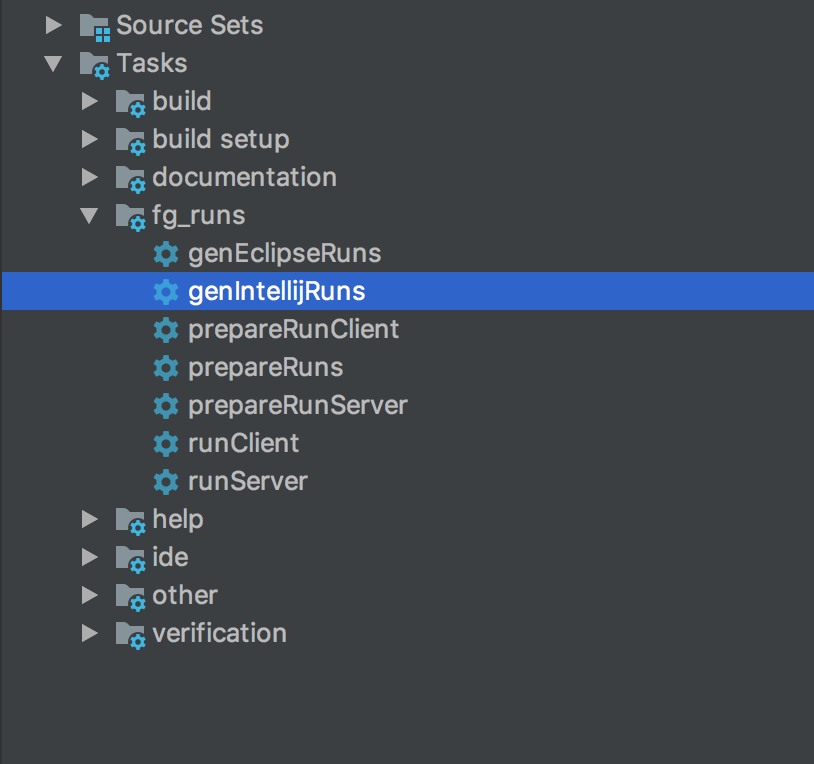 Source Sets
Tasks
build
build setup
documentation
fg_runs
genEclipseRuns
genIntellijRuns
prepareRunClient
prepareRuns
prepareRunServer
runClient
runServer
help
ide
other
verification